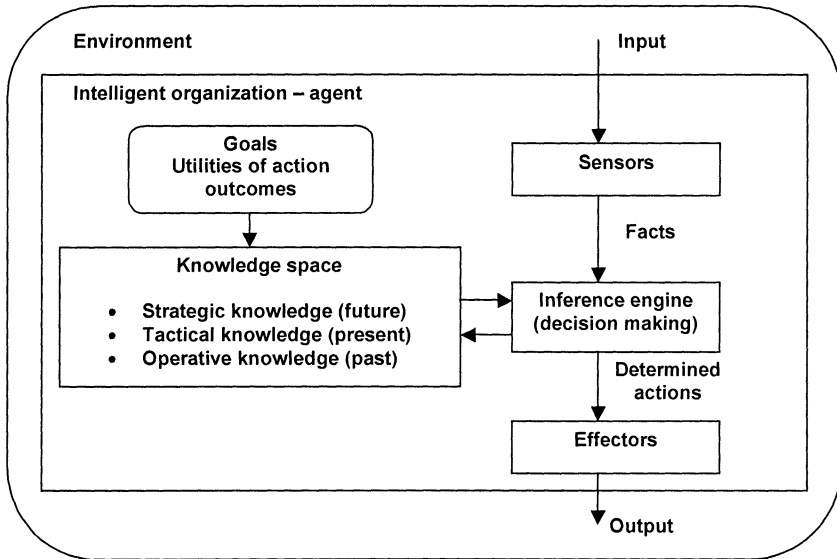 Environment
Input
Intelligent organization – agent
Goals
Utilities of action
outcomes
Sensors
Facts
Knowledge space
• Strategic knowledge (future)
• Tactical knowledge (present)
• Operative knowledge (past)
Inference engine
(decision making)
Determined
actions
Effectors
Output